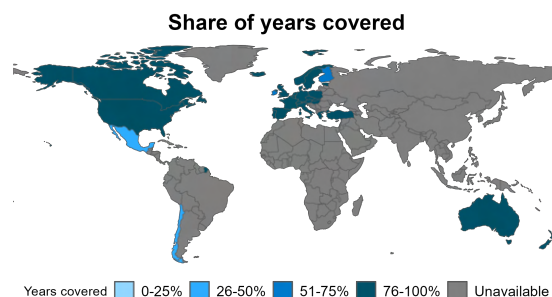 Share of years covered
Years covered 0-25% 26-50% 51-75% 76-100% Unavailable